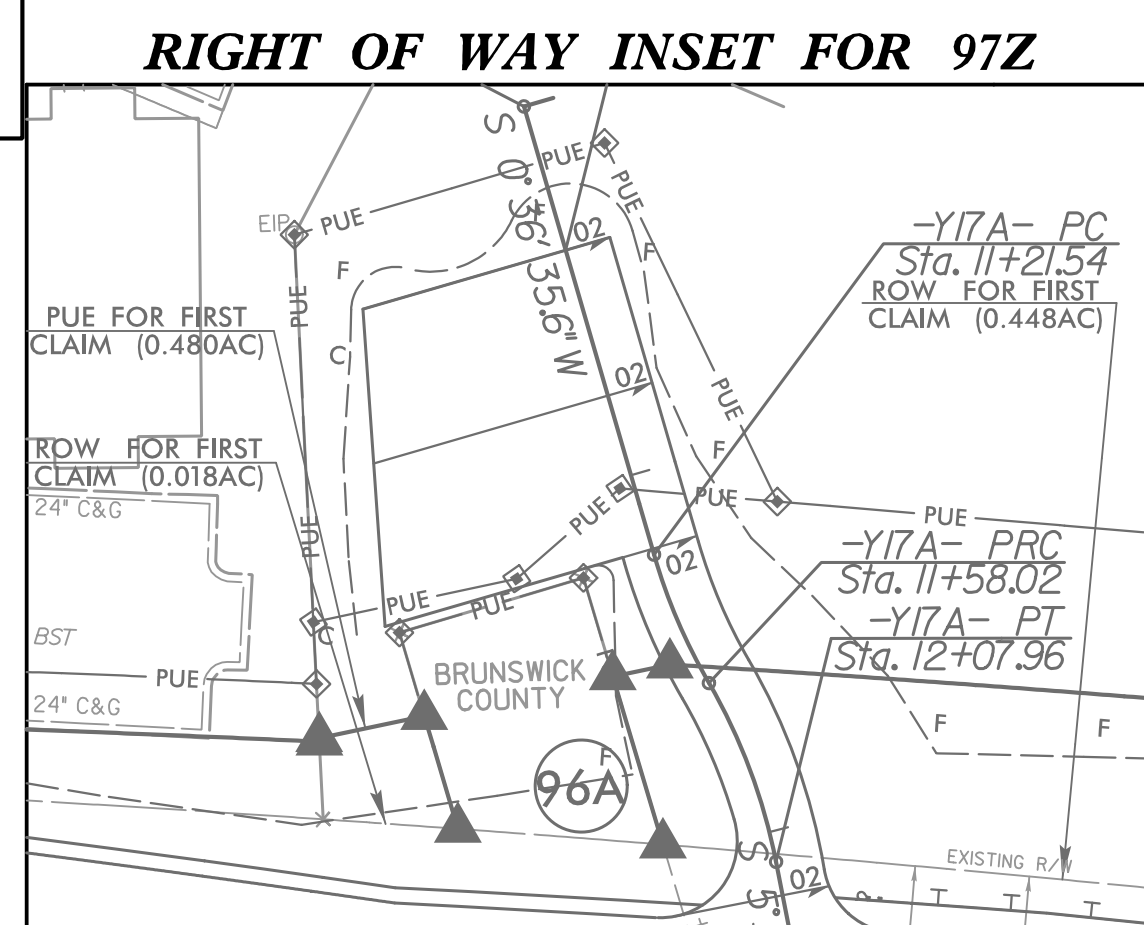 RIGHT OF WAY INSET FOR 97Z
S 0° 36' 35.6" W
PUE
PUE
PUE
EIP
02
F
F
-Y17A- PC
Sta. 11+21.54
ROW FOR FIRST
CLAIM (0.448AC)
PUE
PUE FOR FIRST
CLAIM (0.480AC)
C
02
PUE
ROW FOR FIRST
CLAIM (0.018AC)
F
24" C&G
PUE
PUE
PUE
PUE
-Y17A- PRC
Sta. 11+58.02
02
PUE
PUE
-Y17A- PT
Sta. 12+07.96
BST
C
F
BRUNSWICK
COUNTY
PUE
24" C&G
F
F
F
96A
EXISTING R/W
S 5°
02
T
T
T